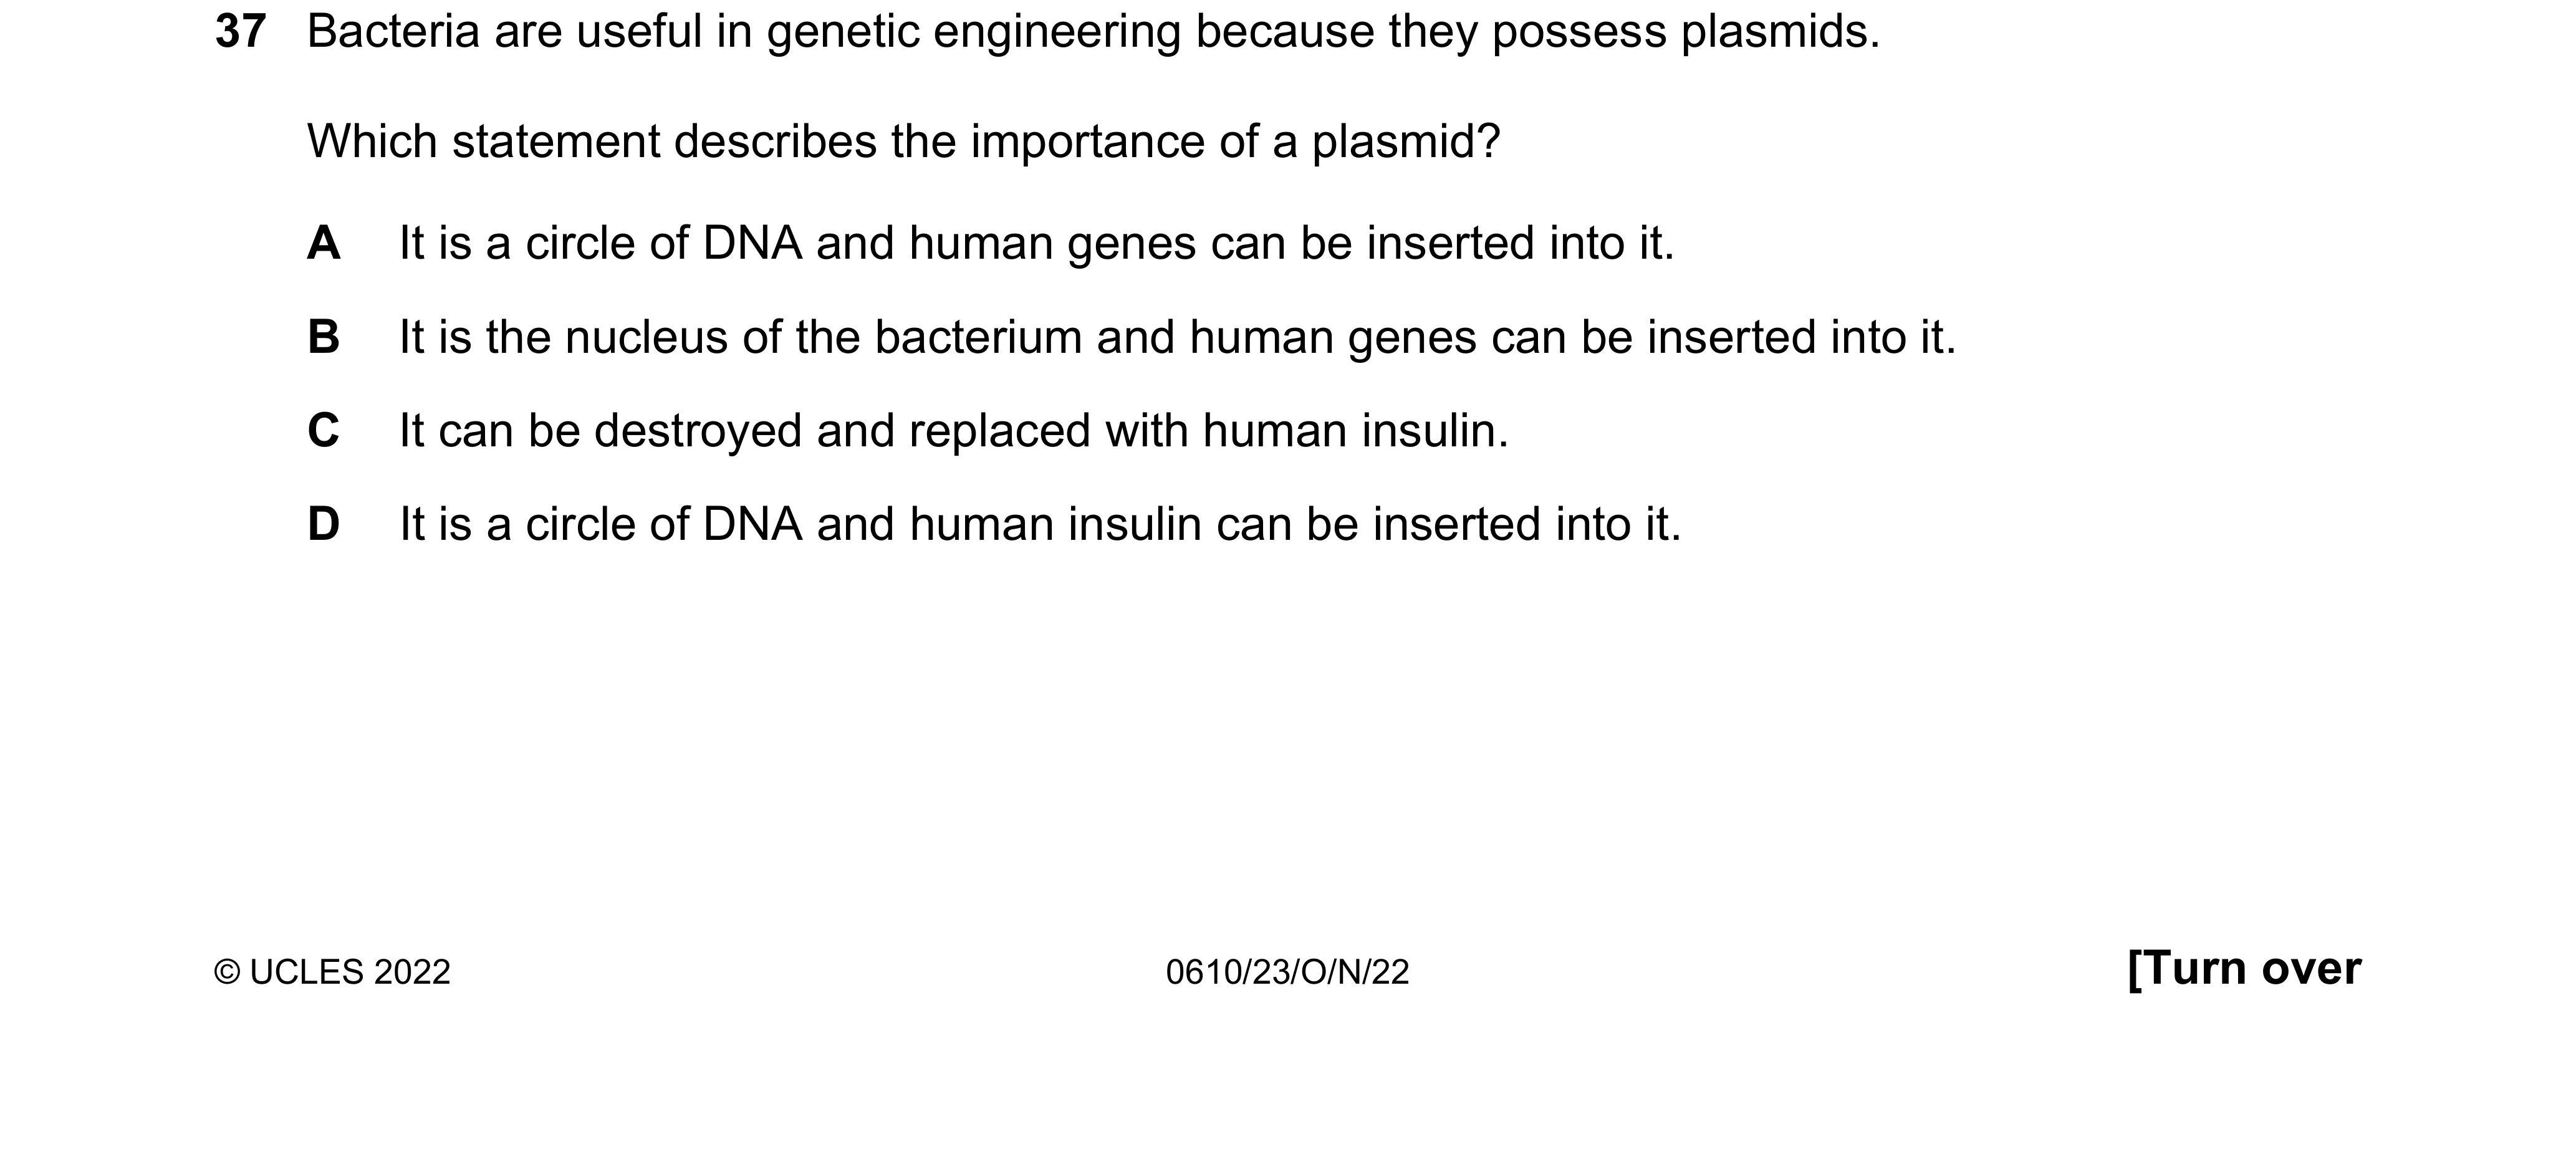 37 Bacteria are useful in genetic engineering because they possess plasmids.
Which statement describes the importance of a plasmid?
A It is a circle of DNA and human genes can be inserted into it.
B It is the nucleus of the bacterium and human genes can be inserted into it.
C It can be destroyed and replaced with human insulin.
D It is a circle of DNA and human insulin can be inserted into it.
© UCLES 2022 0610/23/O/N/22 [Turn over